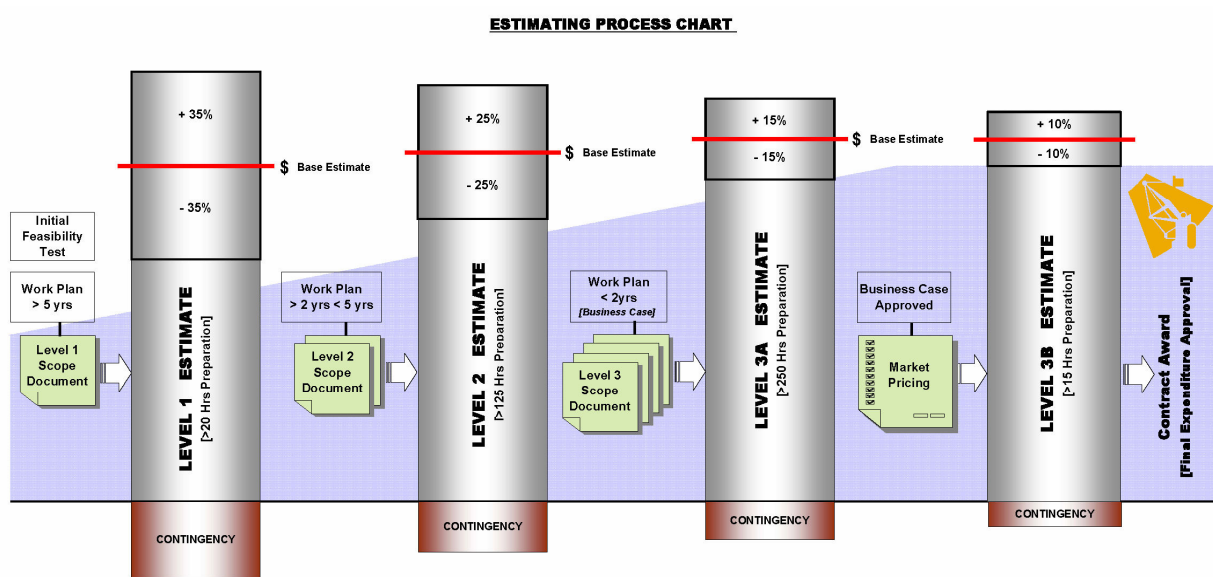 ESTIMATING PROCESS CHART
Initial
Feasibility
Test
Work Plan
> 5 yrs
Level 1
Scope
Document
+ 35%
$ Base Estimate
- 35%
LEVEL 1 ESTIMATE
[>20 Hrs Preparation]
CONTINGENCY
Work Plan
> 2 yrs < 5 yrs
Level 2
Scope
Document
+ 25%
$ Base Estimate
- 25%
LEVEL 2 ESTIMATE
[>125 Hrs Preparation]
CONTINGENCY
Work Plan
< 2yrs
[Business Case]
Level 3
Scope
Document
+ 15%
$ Base Estimate
- 15%
LEVEL 3A ESTIMATE
[>250 Hrs Preparation]
CONTINGENCY
Business Case
Approved
Market
Pricing
+ 10%
- 10%
LEVEL 3B ESTIMATE
[>15 Hrs Preparation]
CONTINGENCY
Contract Award
[Final Expenditure Approval]